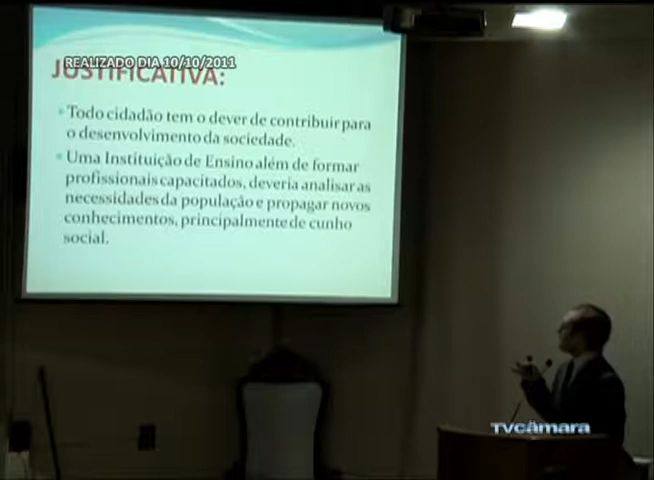 REALIZADO DIA 10/10/2011
JUSTIFICATIVA:
Todo cidadão tem o dever de contribuir para
o desenvolvimento da sociedade.
Uma Instituição de Ensino além de formar
profissionais capacitados, deveria analisar as
necessidades da população e propagar novos
conhecimentos, principalmente de cunho
social.
TVcâmara